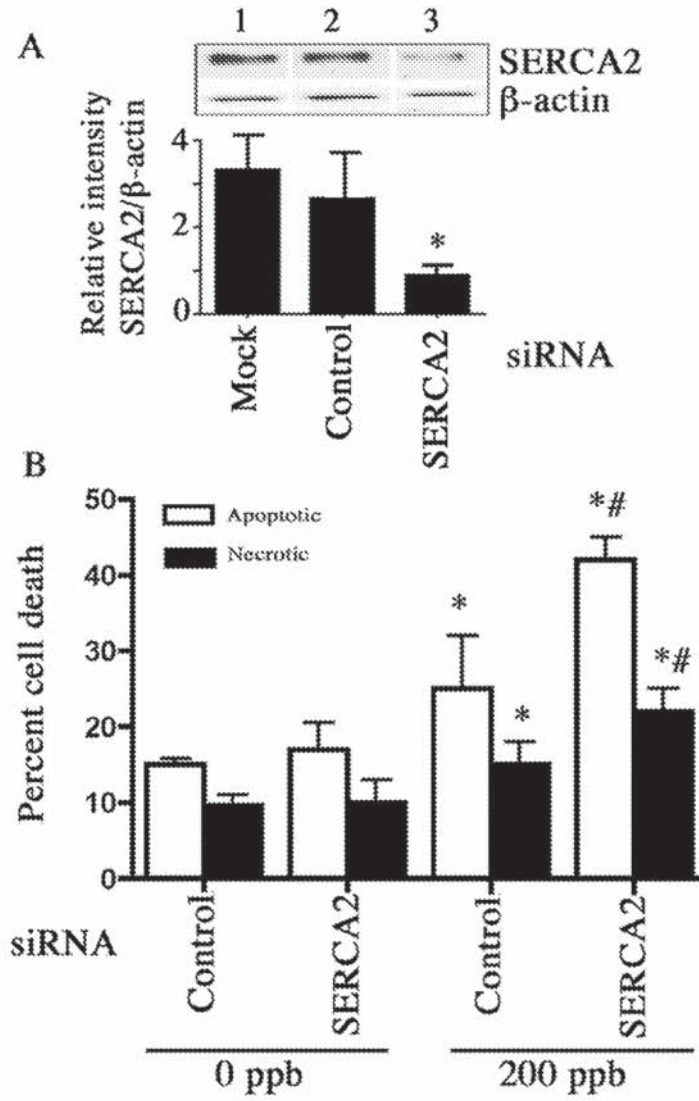 A
1 2 3
SERCA2
β-actin
Relative intensity
SERCA2/β-actin
4
2
0
Mock
Control
SERCA2
siRNA
*
B
Percent cell death
50
40
30
20
10
0
Apoptotic
Necrotic
*
*
*#
*#
siRNA
Control
SERCA2
Control
SERCA2
0 ppb
200 ppb